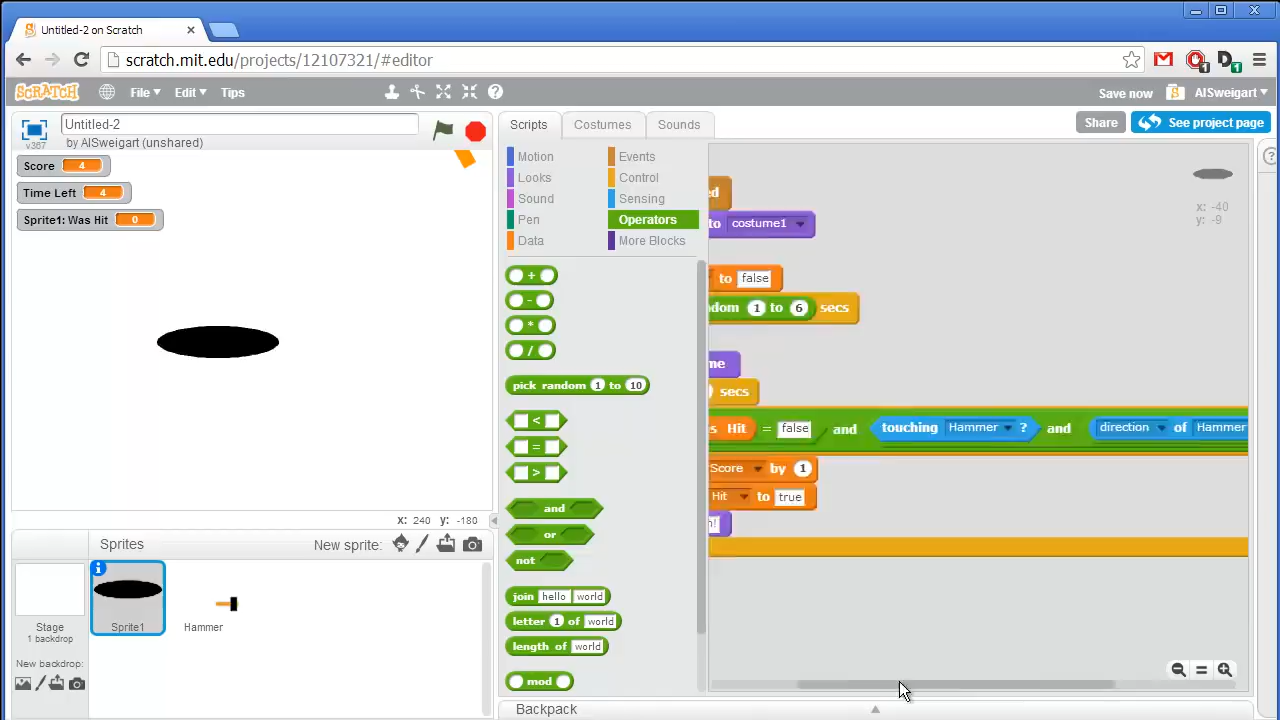 Untitled-2 on Scratch
scratch.mit.edu/projects/12107321/#editor
1
1
SCRATCH
File
Edit
Tips
Save now
AlSweigart
Untitled-2
by AlSweigart (unshared)
v387
Scripts
Costumes
Sounds
Share
See project page
Score 4
Time Left 4
Sprite1: Was Hit 0
Motion
Events
Looks
Control
Sound
Sensing
Pen
Operators
Data
More Blocks
+
-
*
/
pick random 1 to 10
<
=
>
and
or
not
join hello world
letter 1 of world
length of world
mod
to costume1
to false
1 to 6 secs
secs
Hit = false and touching Hammer ? and direction of Hammer
Score by 1
Hit to true
x: -40
y: -9
x: 240 y: -180
Sprites
New sprite:
Stage
1 backdrop
New backdrop:
Sprite1
Hammer
Backpack